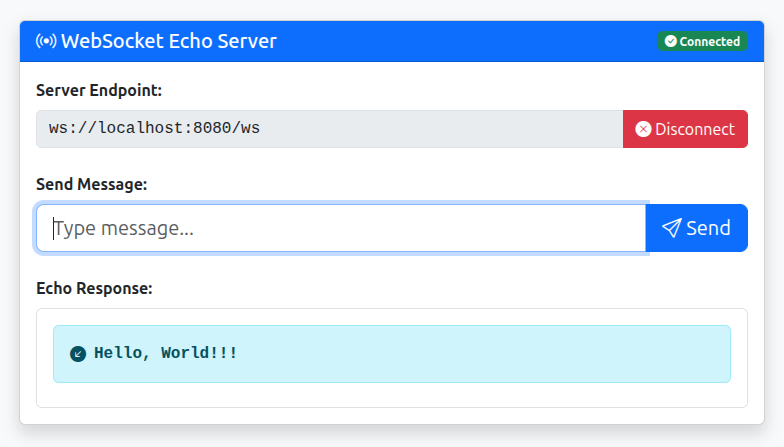 WebSocket Echo Server
Connected
Server Endpoint:
ws://localhost:8080/ws
Disconnect
Send Message:
Type message...
Send
Echo Response:
Hello, World!!!